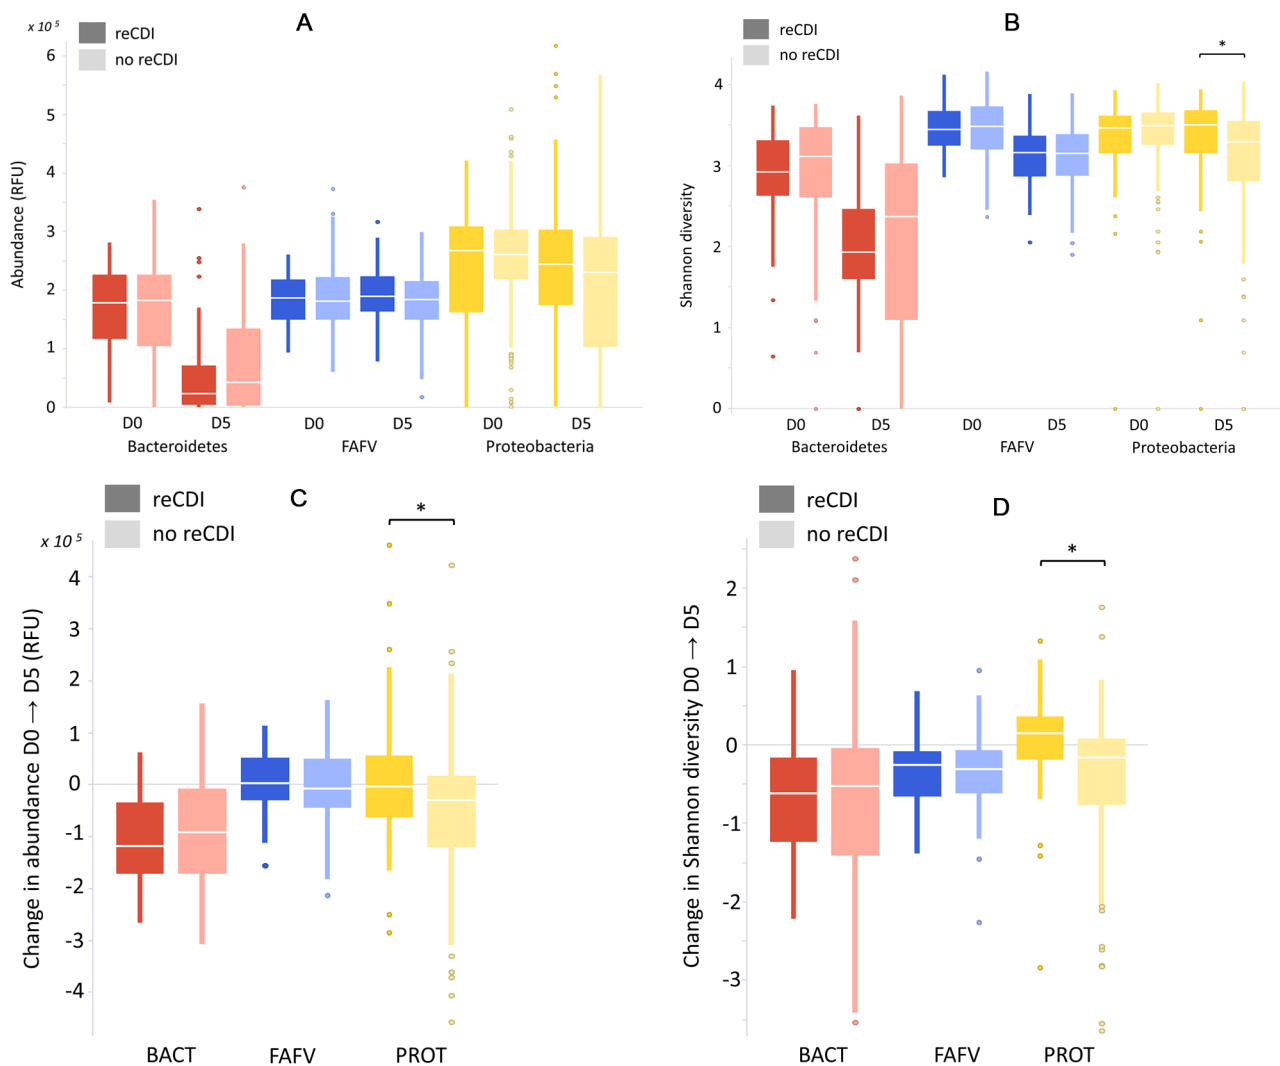 A
x 10 5
reCDI
no reCDI
Abundance (RFU)
6
5
4
3
2
1
0
D0 D5 D0 D5 D0 D5
Bacteroidetes FAFV Proteobacteria
B
reCDI
no reCDI
*
Shannon diversity
4
3
2
1
0
D0 D5 D0 D5 D0 D5
Bacteroidetes FAFV Proteobacteria
C
reCDI
no reCDI
x 10 5
*
Change in abundance D0 → D5 (RFU)
4
3
2
1
0
-1
-2
-3
-4
BACT FAFV PROT
D
reCDI
no reCDI
*
Change in Shannon diversity D0 → D5
2
1
0
-1
-2
-3
BACT FAFV PROT